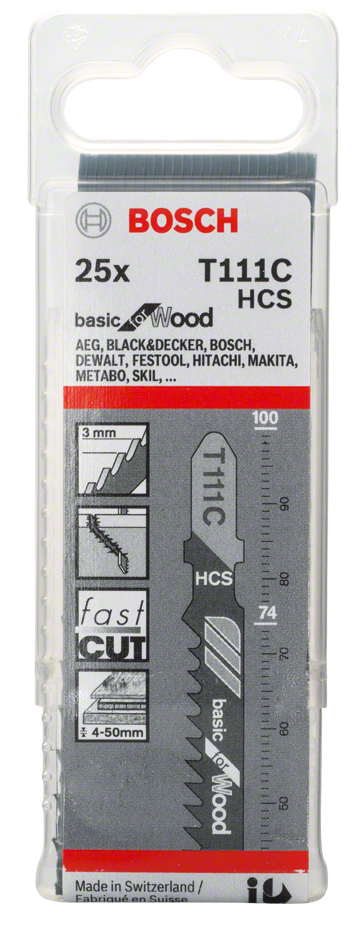 BOSCH
25x T111C
HCS
basic for Wood
AEG, BLACK&DECKER, BOSCH,
DEWALT, FESTOOL, HITACHI, MAKITA,
METABO, SKIL, ...
3 mm
100
T111C
90
HCS
80
fast
CUT
74
70
4-50mm
basic for Wood
60
50
Made in Switzerland /
Fabriqué en Suisse